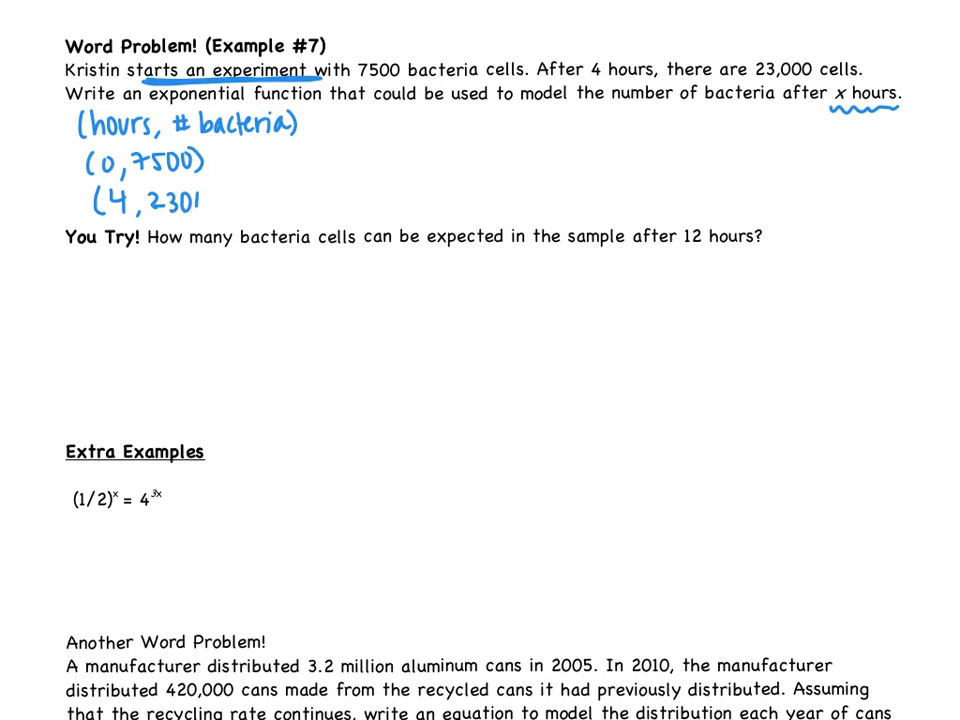 Word Problem! (Example #7)
Kristin starts an experiment with 7500 bacteria cells. After 4 hours, there are 23,000 cells.
Write an exponential function that could be used to model the number of bacteria after x hours.
(hours, # bacteria)
(0, 7500)
(4, 230
You Try! How many bacteria cells can be expected in the sample after 12 hours?
Extra Examples
(1/2)ˣ = 4³ˣ
Another Word Problem!
A manufacturer distributed 3.2 million aluminum cans in 2005. In 2010, the manufacturer
distributed 420,000 cans made from the recycled cans it had previously distributed. Assuming
that the recycling rate continues, write an equation to model the distribution each year of cans